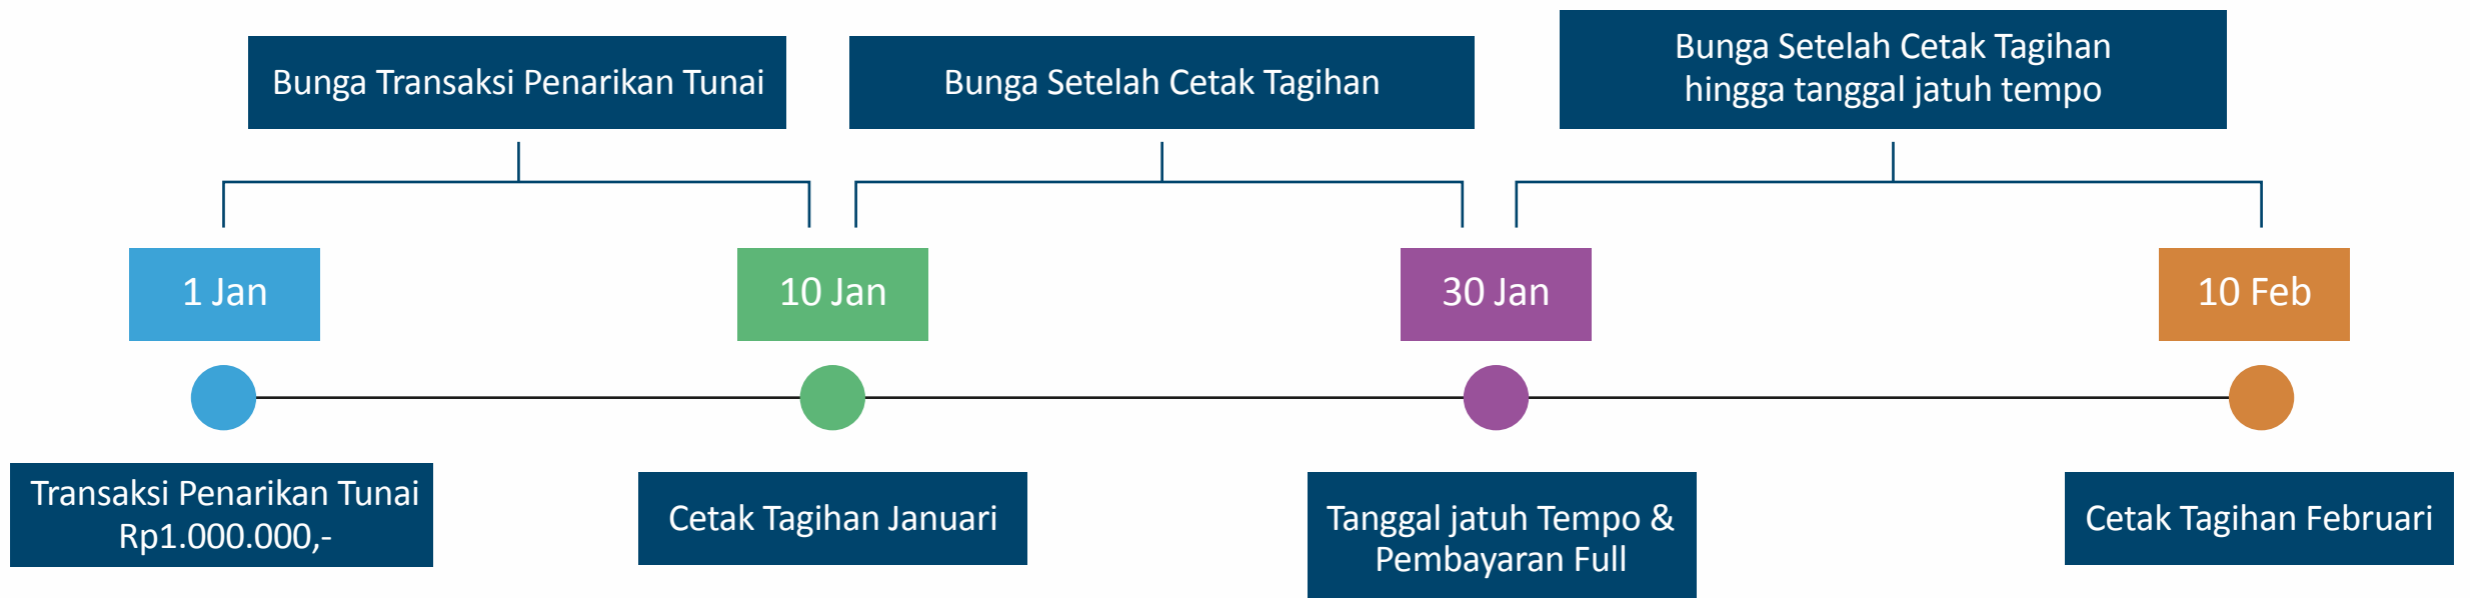 Bunga Transaksi Penarikan Tunai
Bunga Setelah Cetak Tagihan
Bunga Setelah Cetak Tagihan
hingga tanggal jatuh tempo
1 Jan
10 Jan
30 Jan
10 Feb
Transaksi Penarikan Tunai
Rp1.000.000,-
Cetak Tagihan Januari
Tanggal jatuh Tempo &
Pembayaran Full
Cetak Tagihan Februari